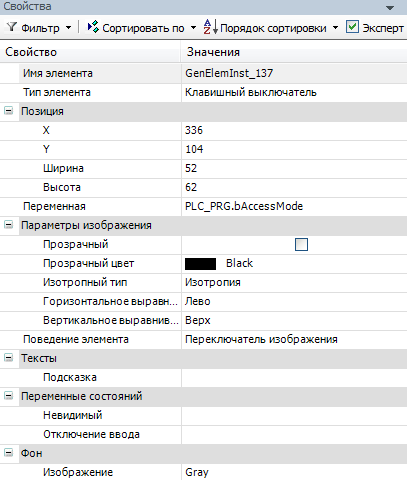 Свойства
Фильтр Сортировать по Порядок сортировки Эксперт
Свойство Значения
Имя элемента GenElemInst_137
Тип элемента Клавишный выключатель
Позиция
X 336
Y 104
Ширина 52
Высота 62
Переменная PLC_PRG.bAccessMode
Параметры изображения
Прозрачный
Прозрачный цвет Black
Изотропный тип Изотропия
Горизонтальное выравн... Лево
Вертикальное выравнив... Верх
Поведение элемента Переключатель изображения
Тексты
Подсказка
Переменные состояний
Невидимый
Отключение ввода
Фон
Изображение Gray